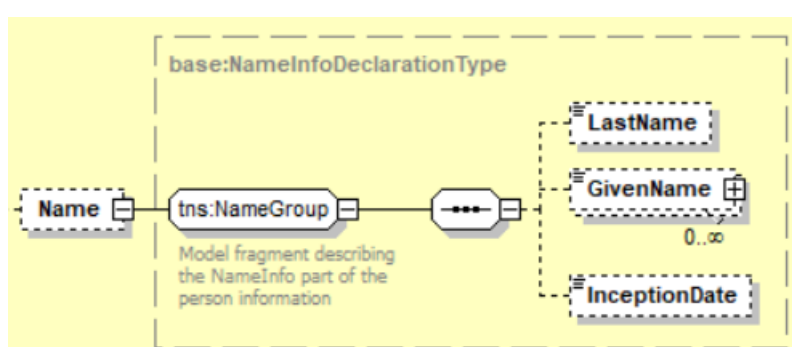 base:NameInfoDeclarationType
LastName
GivenName
0..∞
Name
tns:NameGroup
Model fragment describing
the NameInfo part of the
person information
InceptionDate